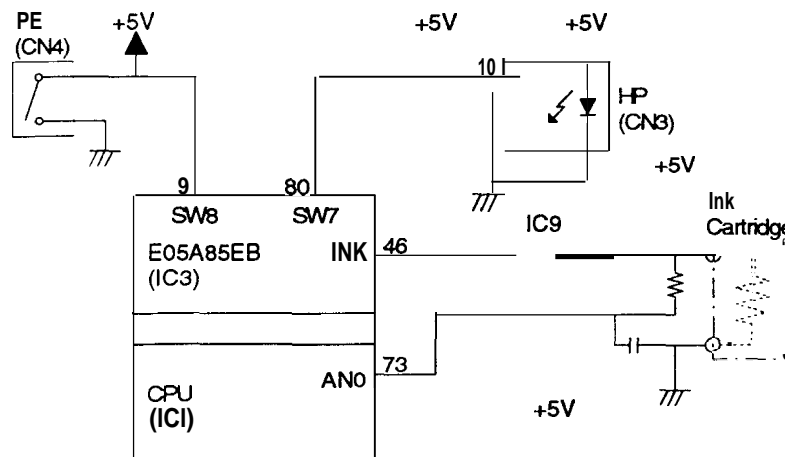 PE
(CN4)
+5V
+5V
+5V
10
HP
(CN3)
+5V
9
80
SW8
SW7
IC9
Ink
Cartridge
E05A85EB
(IC3)
INK
46
73
AN0
CPU
(ICI)
+5V